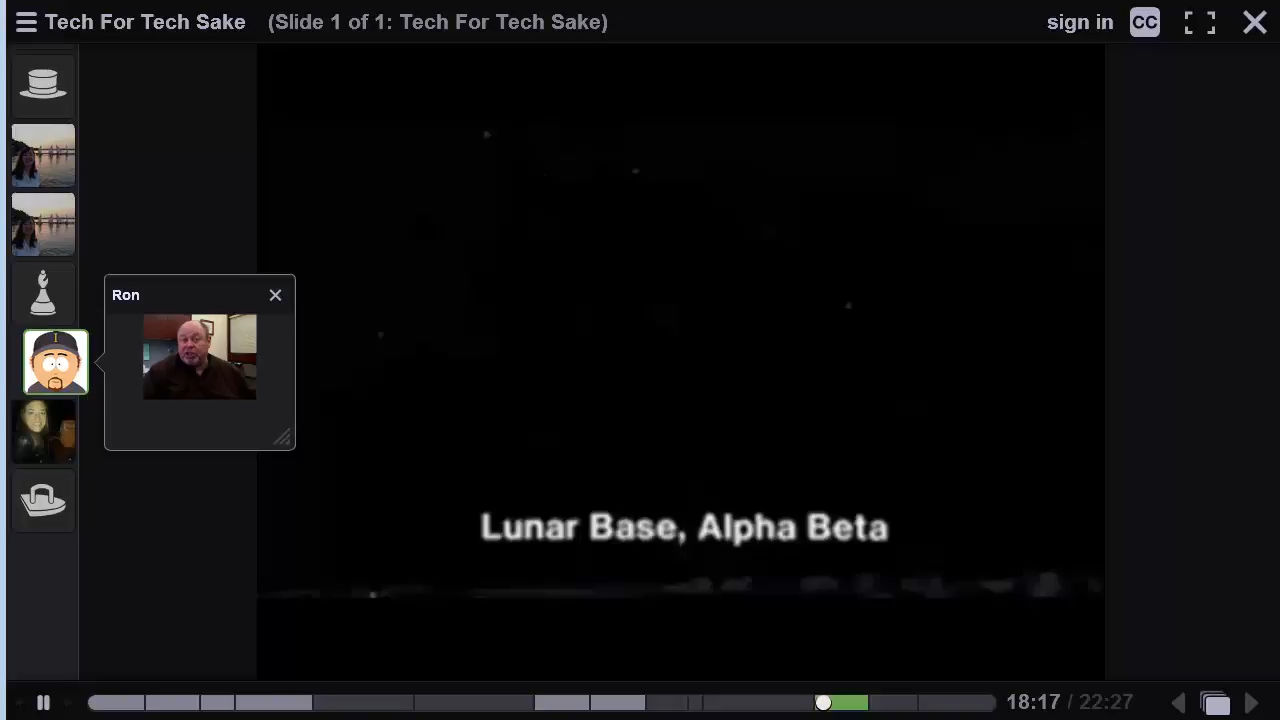 Tech For Tech Sake (Slide 1 of 1: Tech For Tech Sake) sign in CC
Ron
Lunar Base, Alpha Beta
18:17 / 22:27